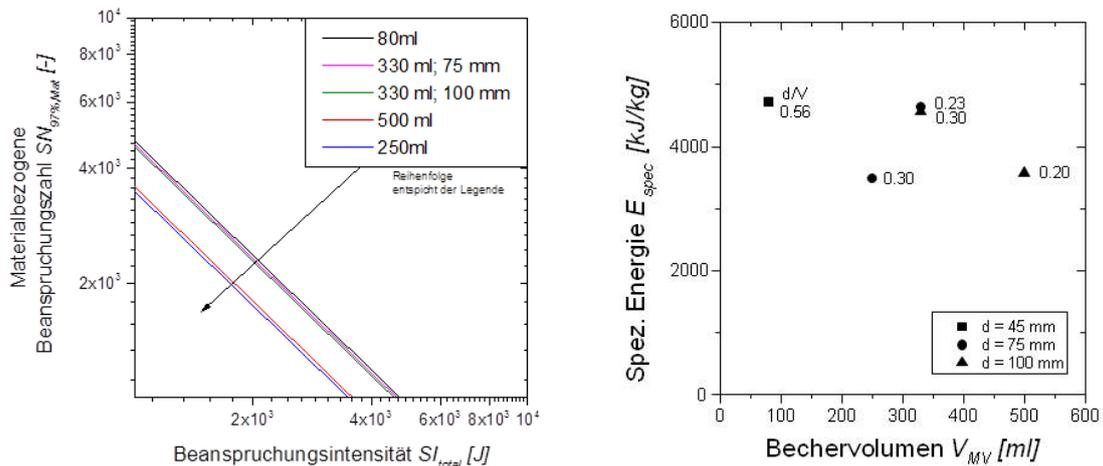 10⁴
8x10³
6x10³
4x10³
2x10³
Materialbezogene
Beanspruchungszahl SN97%,Mat [-]
80ml
330 ml; 75 mm
330 ml; 100 mm
500 ml
250ml
Reihenfolge
entspicht der Legende
2x10³ 4x10³ 6x10³ 8x10³ 10⁴
Beanspruchungsintensität SItotal [J]
6000
4000
2000
0
Spez. Energie Espec [kJ/kg]
d/V
0.56
0.23
0.30
0.30
0.20
d = 45 mm
d = 75 mm
d = 100 mm
0 100 200 300 400 500 600
Bechervolumen VMV [ml]